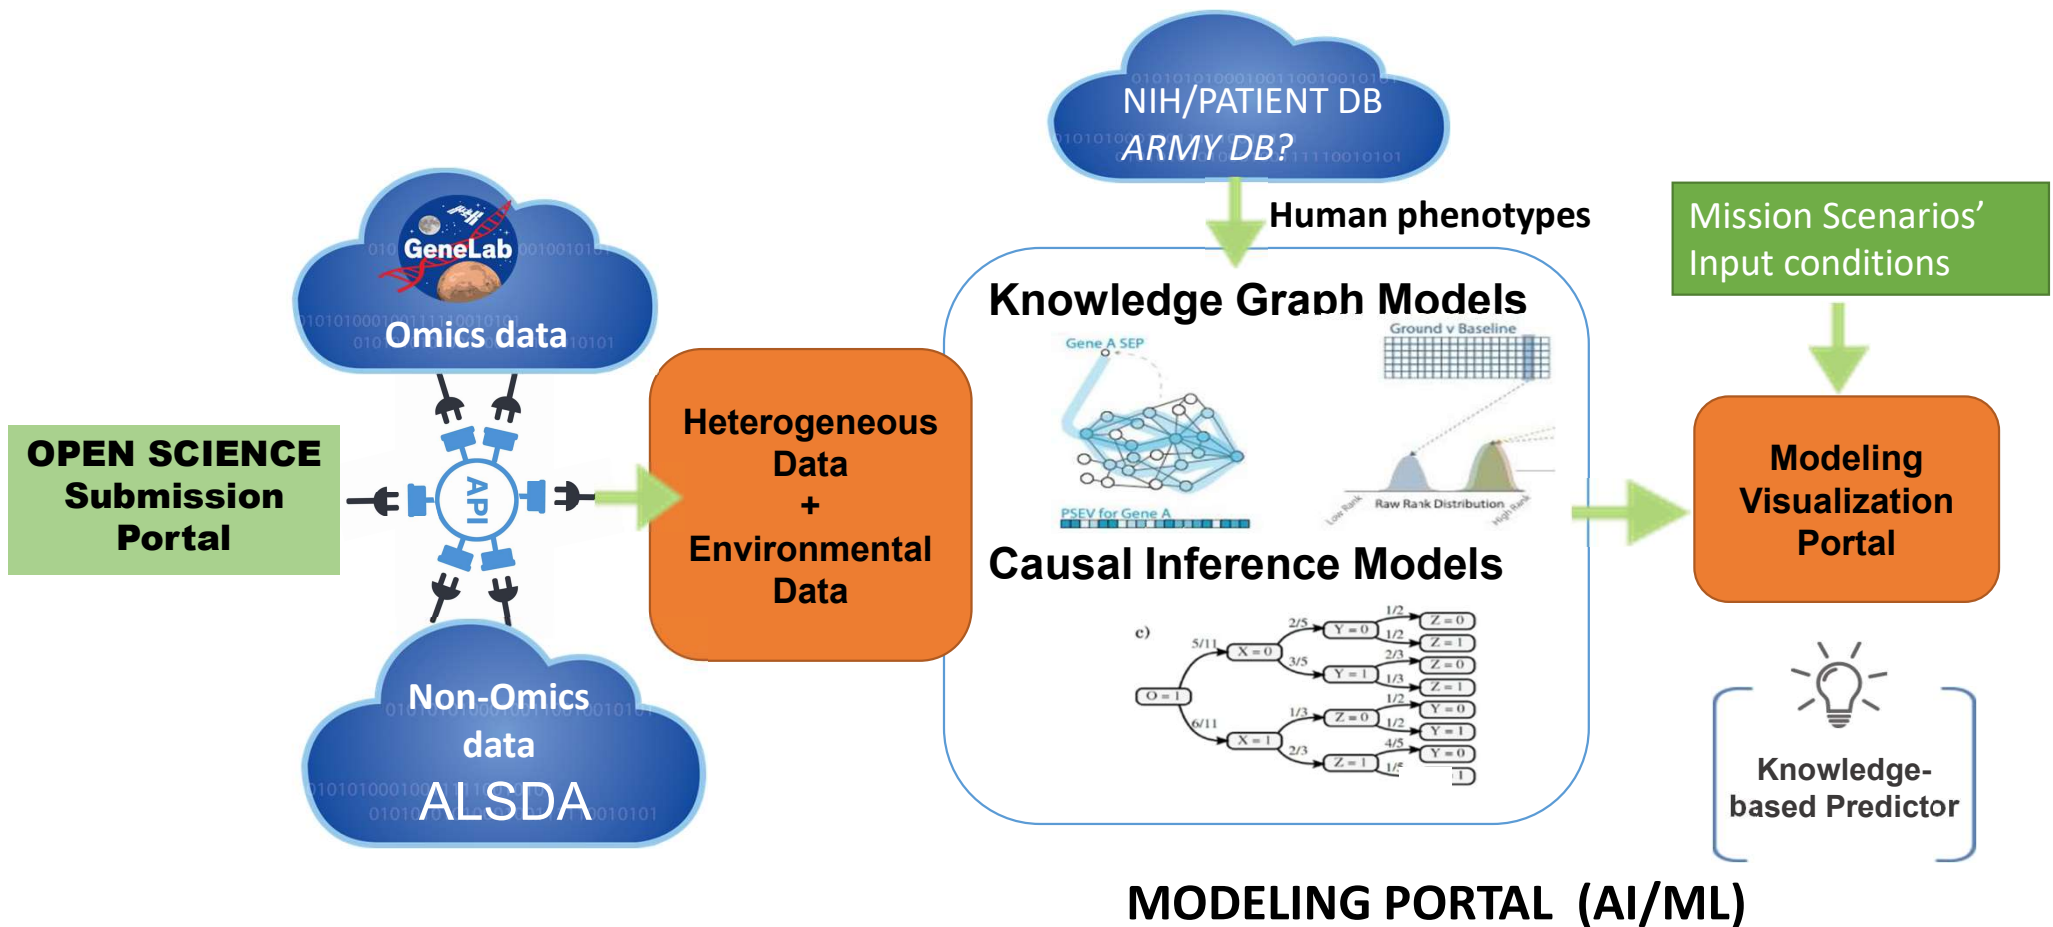 NIH/PATIENT DB
ARMY DB?
Human phenotypes
Mission Scenarios'
Input conditions
GeneLab
Omics data
OPEN SCIENCE
Submission
Portal
API
Non-Omics
data
ALSDA
Heterogeneous
Data
+
Environmental
Data
Knowledge Graph Models
Gene A SEP
PSEV for Gene A
Ground v Baseline
Low Rank
Raw Rank Distribution
High Rank
Causal Inference Models
c)
O = 1
5/11
6/11
X = 0
X = 1
2/5
3/5
1/3
2/3
Y = 0
Y = 1
Z = 0
Z = 1
1/2
1/2
2/3
1/3
1/2
1/2
4/5
Z = 0
Z = 1
Z = 0
Z = 1
Y = 0
Y = 1
Y = 0
1
Modeling
Visualization
Portal
Knowledge-
based Predictor
MODELING PORTAL (AI/ML)